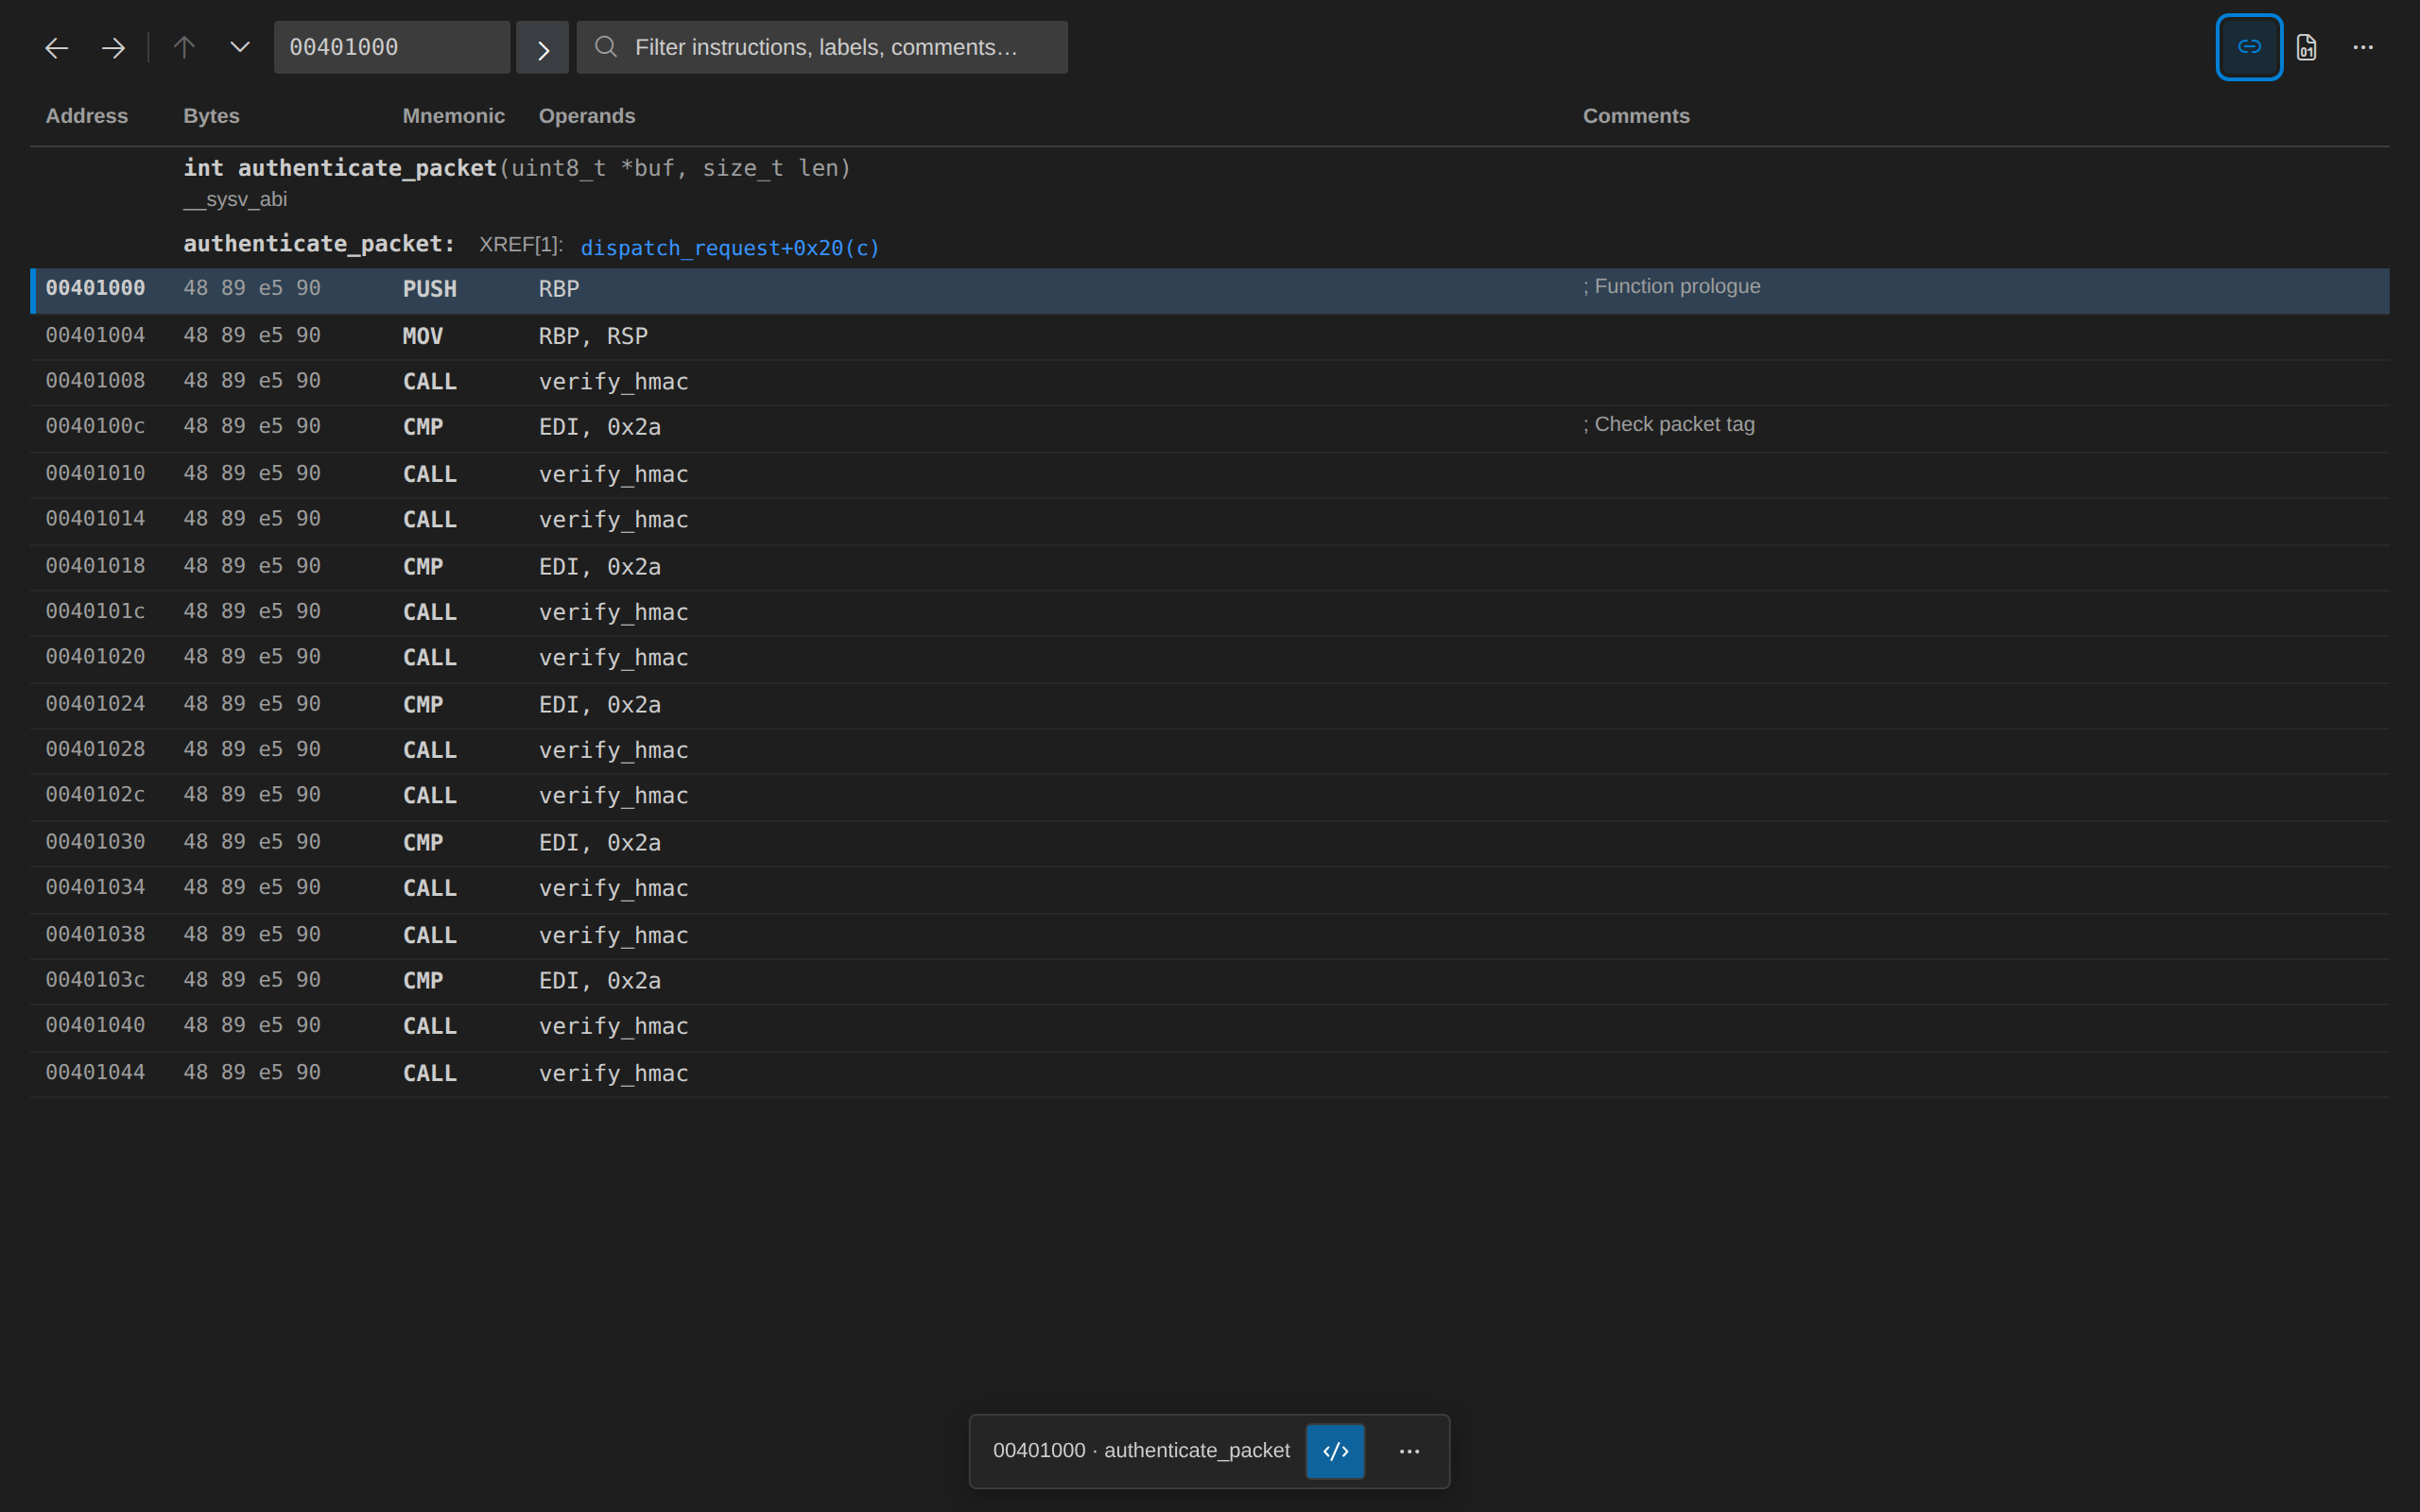 00401000 Filter instructions, labels, comments…
Address Bytes Mnemonic Operands Comments
int authenticate_packet(uint8_t *buf, size_t len)
__sysv_abi
authenticate_packet: XREF[1]: dispatch_request+0x20(c)
00401000 48 89 e5 90 PUSH RBP ; Function prologue
00401004 48 89 e5 90 MOV RBP, RSP
00401008 48 89 e5 90 CALL verify_hmac
0040100c 48 89 e5 90 CMP EDI, 0x2a ; Check packet tag
00401010 48 89 e5 90 CALL verify_hmac
00401014 48 89 e5 90 CALL verify_hmac
00401018 48 89 e5 90 CMP EDI, 0x2a
0040101c 48 89 e5 90 CALL verify_hmac
00401020 48 89 e5 90 CALL verify_hmac
00401024 48 89 e5 90 CMP EDI, 0x2a
00401028 48 89 e5 90 CALL verify_hmac
0040102c 48 89 e5 90 CALL verify_hmac
00401030 48 89 e5 90 CMP EDI, 0x2a
00401034 48 89 e5 90 CALL verify_hmac
00401038 48 89 e5 90 CALL verify_hmac
0040103c 48 89 e5 90 CMP EDI, 0x2a
00401040 48 89 e5 90 CALL verify_hmac
00401044 48 89 e5 90 CALL verify_hmac
00401000 · authenticate_packet